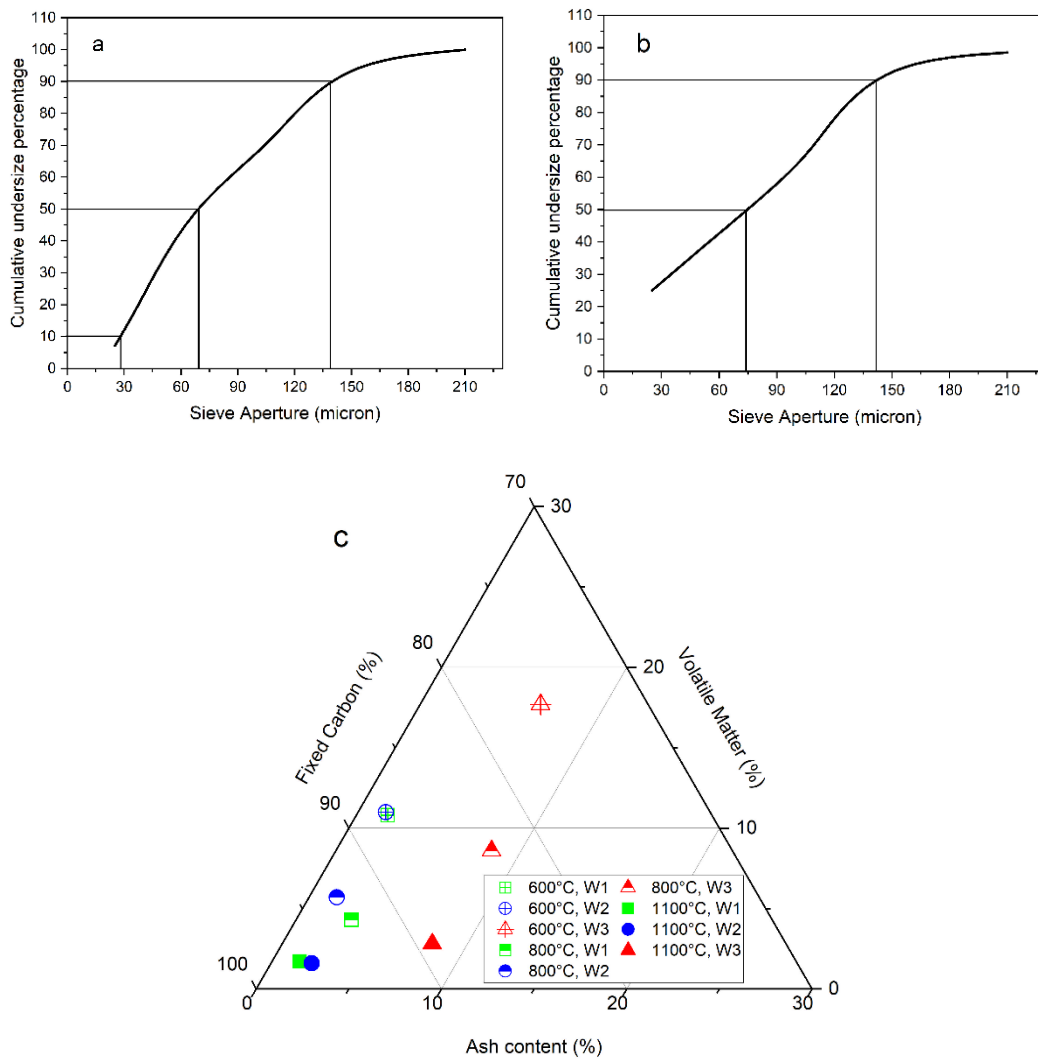 a
Cumulative undersize percentage
110
100
90
80
70
60
50
40
30
20
10
0
0 30 60 90 120 150 180 210
Sieve Aperture (micron)
b
Cumulative undersize percentage
110
100
90
80
70
60
50
40
30
20
10
0
0 30 60 90 120 150 180 210
Sieve Aperture (micron)
c
70
80
90
100
Fixed Carbon (%)
30
20
10
0
Volatile Matter (%)
600°C, W1
600°C, W2
600°C, W3
800°C, W1
800°C, W2
800°C, W3
1100°C, W1
1100°C, W2
1100°C, W3
0 10 20 30
Ash content (%)